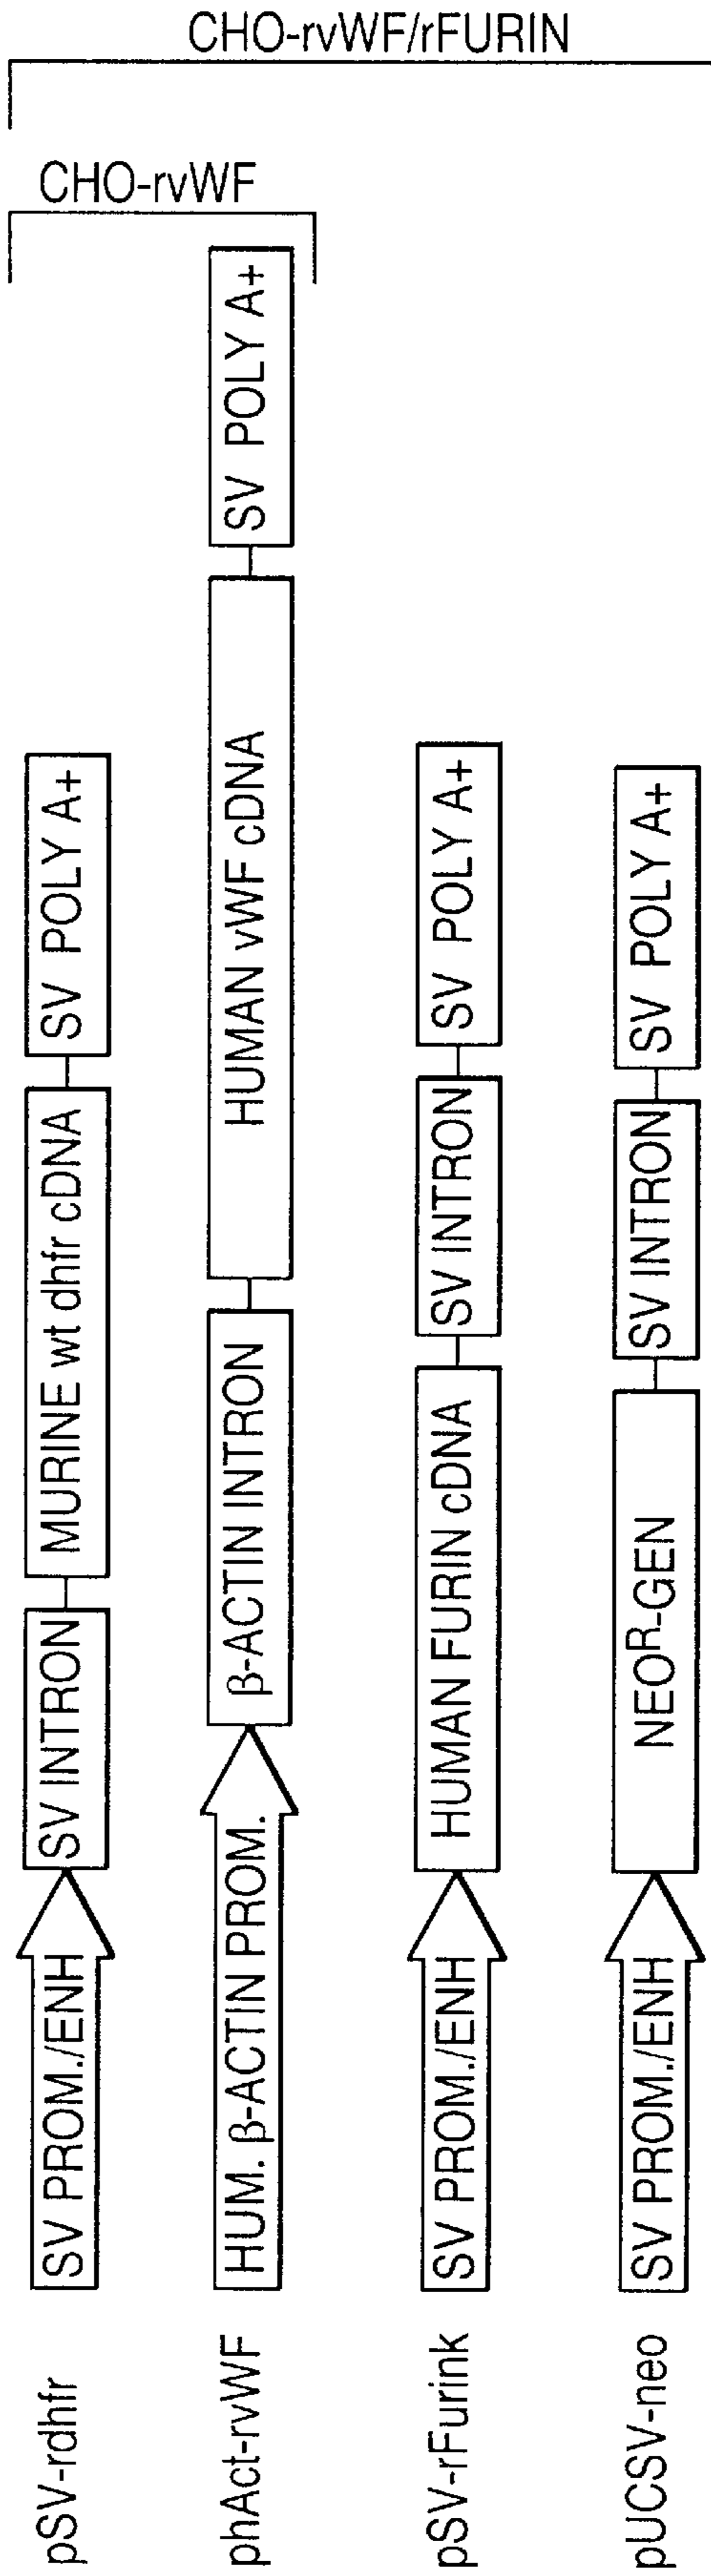 CHO-rvWF/rFURIN
CHO-rvWF
pSV-rdhfr
SV PROM./ENH
SV INTRON
MURINE wt dhfr cDNA
SV POLY A+
phAct-rvWF
HUM. β-ACTIN PROM.
β-ACTIN INTRON
HUMAN vWF cDNA
SV POLY A+
pSV-rFurink
SV PROM./ENH
HUMAN FURIN cDNA
SV INTRON
SV POLY A+
pUCSV-neo
SV PROM./ENH
NEOᴿ-GEN
SV INTRON
SV POLY A+